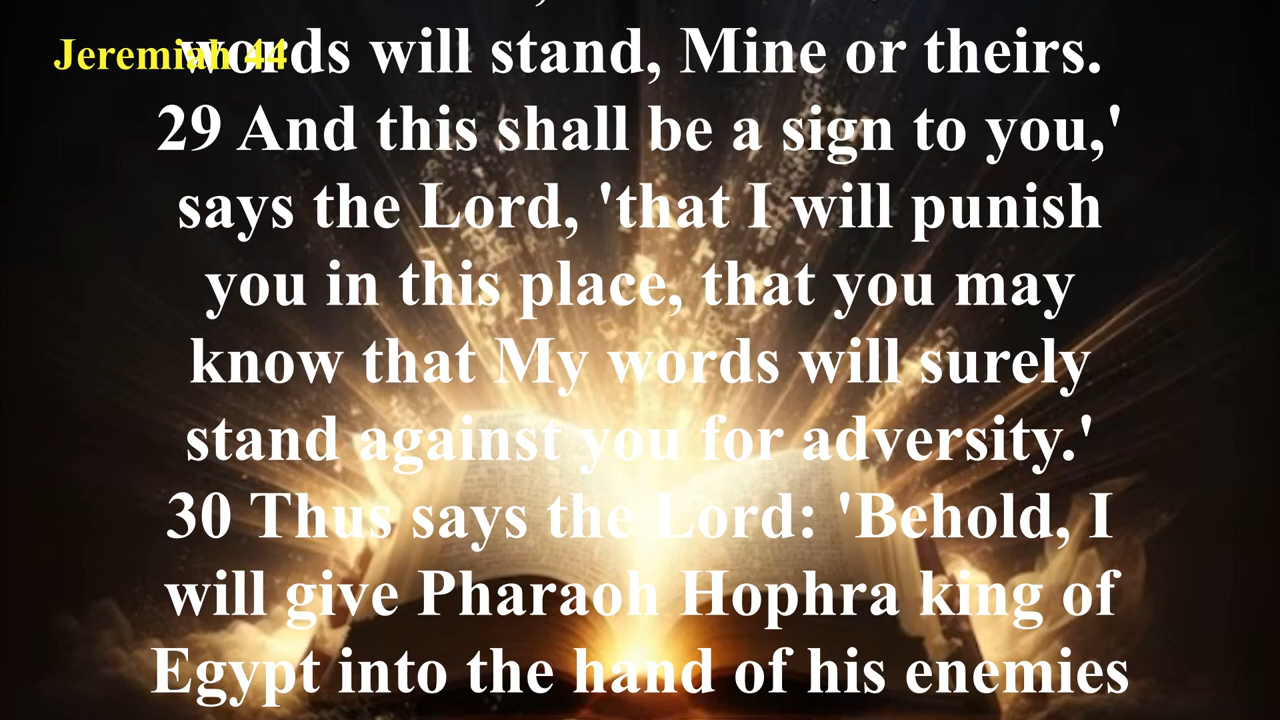 Jeremiah 44
words will stand, Mine or theirs.
29 And this shall be a sign to you,'
says the Lord, 'that I will punish
you in this place, that you may
know that My words will surely
stand against you for adversity.'
30 Thus says the Lord: 'Behold, I
will give Pharaoh Hophra king of
Egypt into the hand of his enemies